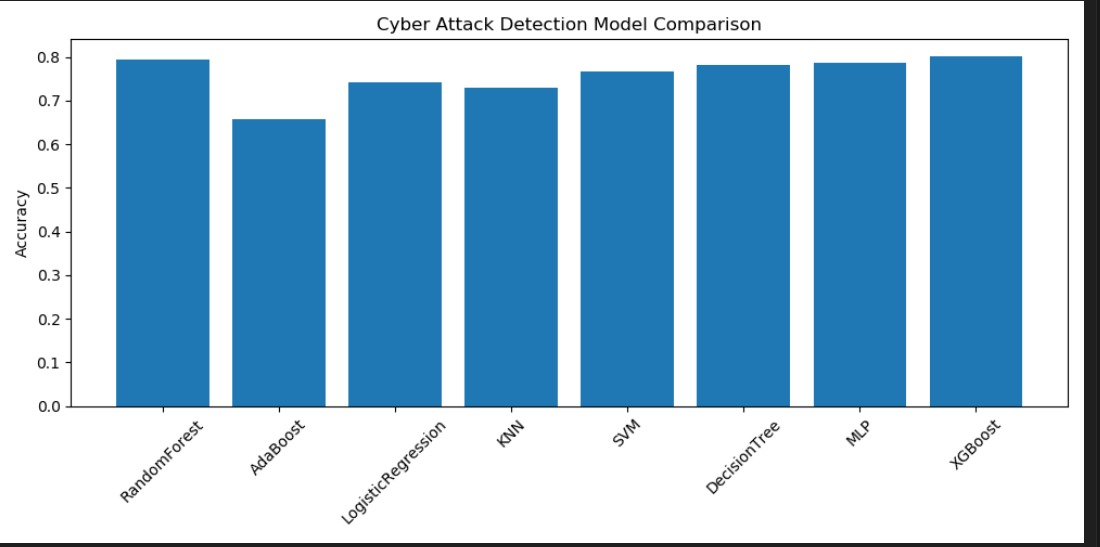 Cyber Attack Detection Model Comparison
Accuracy
0.8
0.7
0.6
0.5
0.4
0.3
0.2
0.1
0.0
RandomForest
AdaBoost
LogisticRegression
KNN
SVM
DecisionTree
MLP
XGBoost